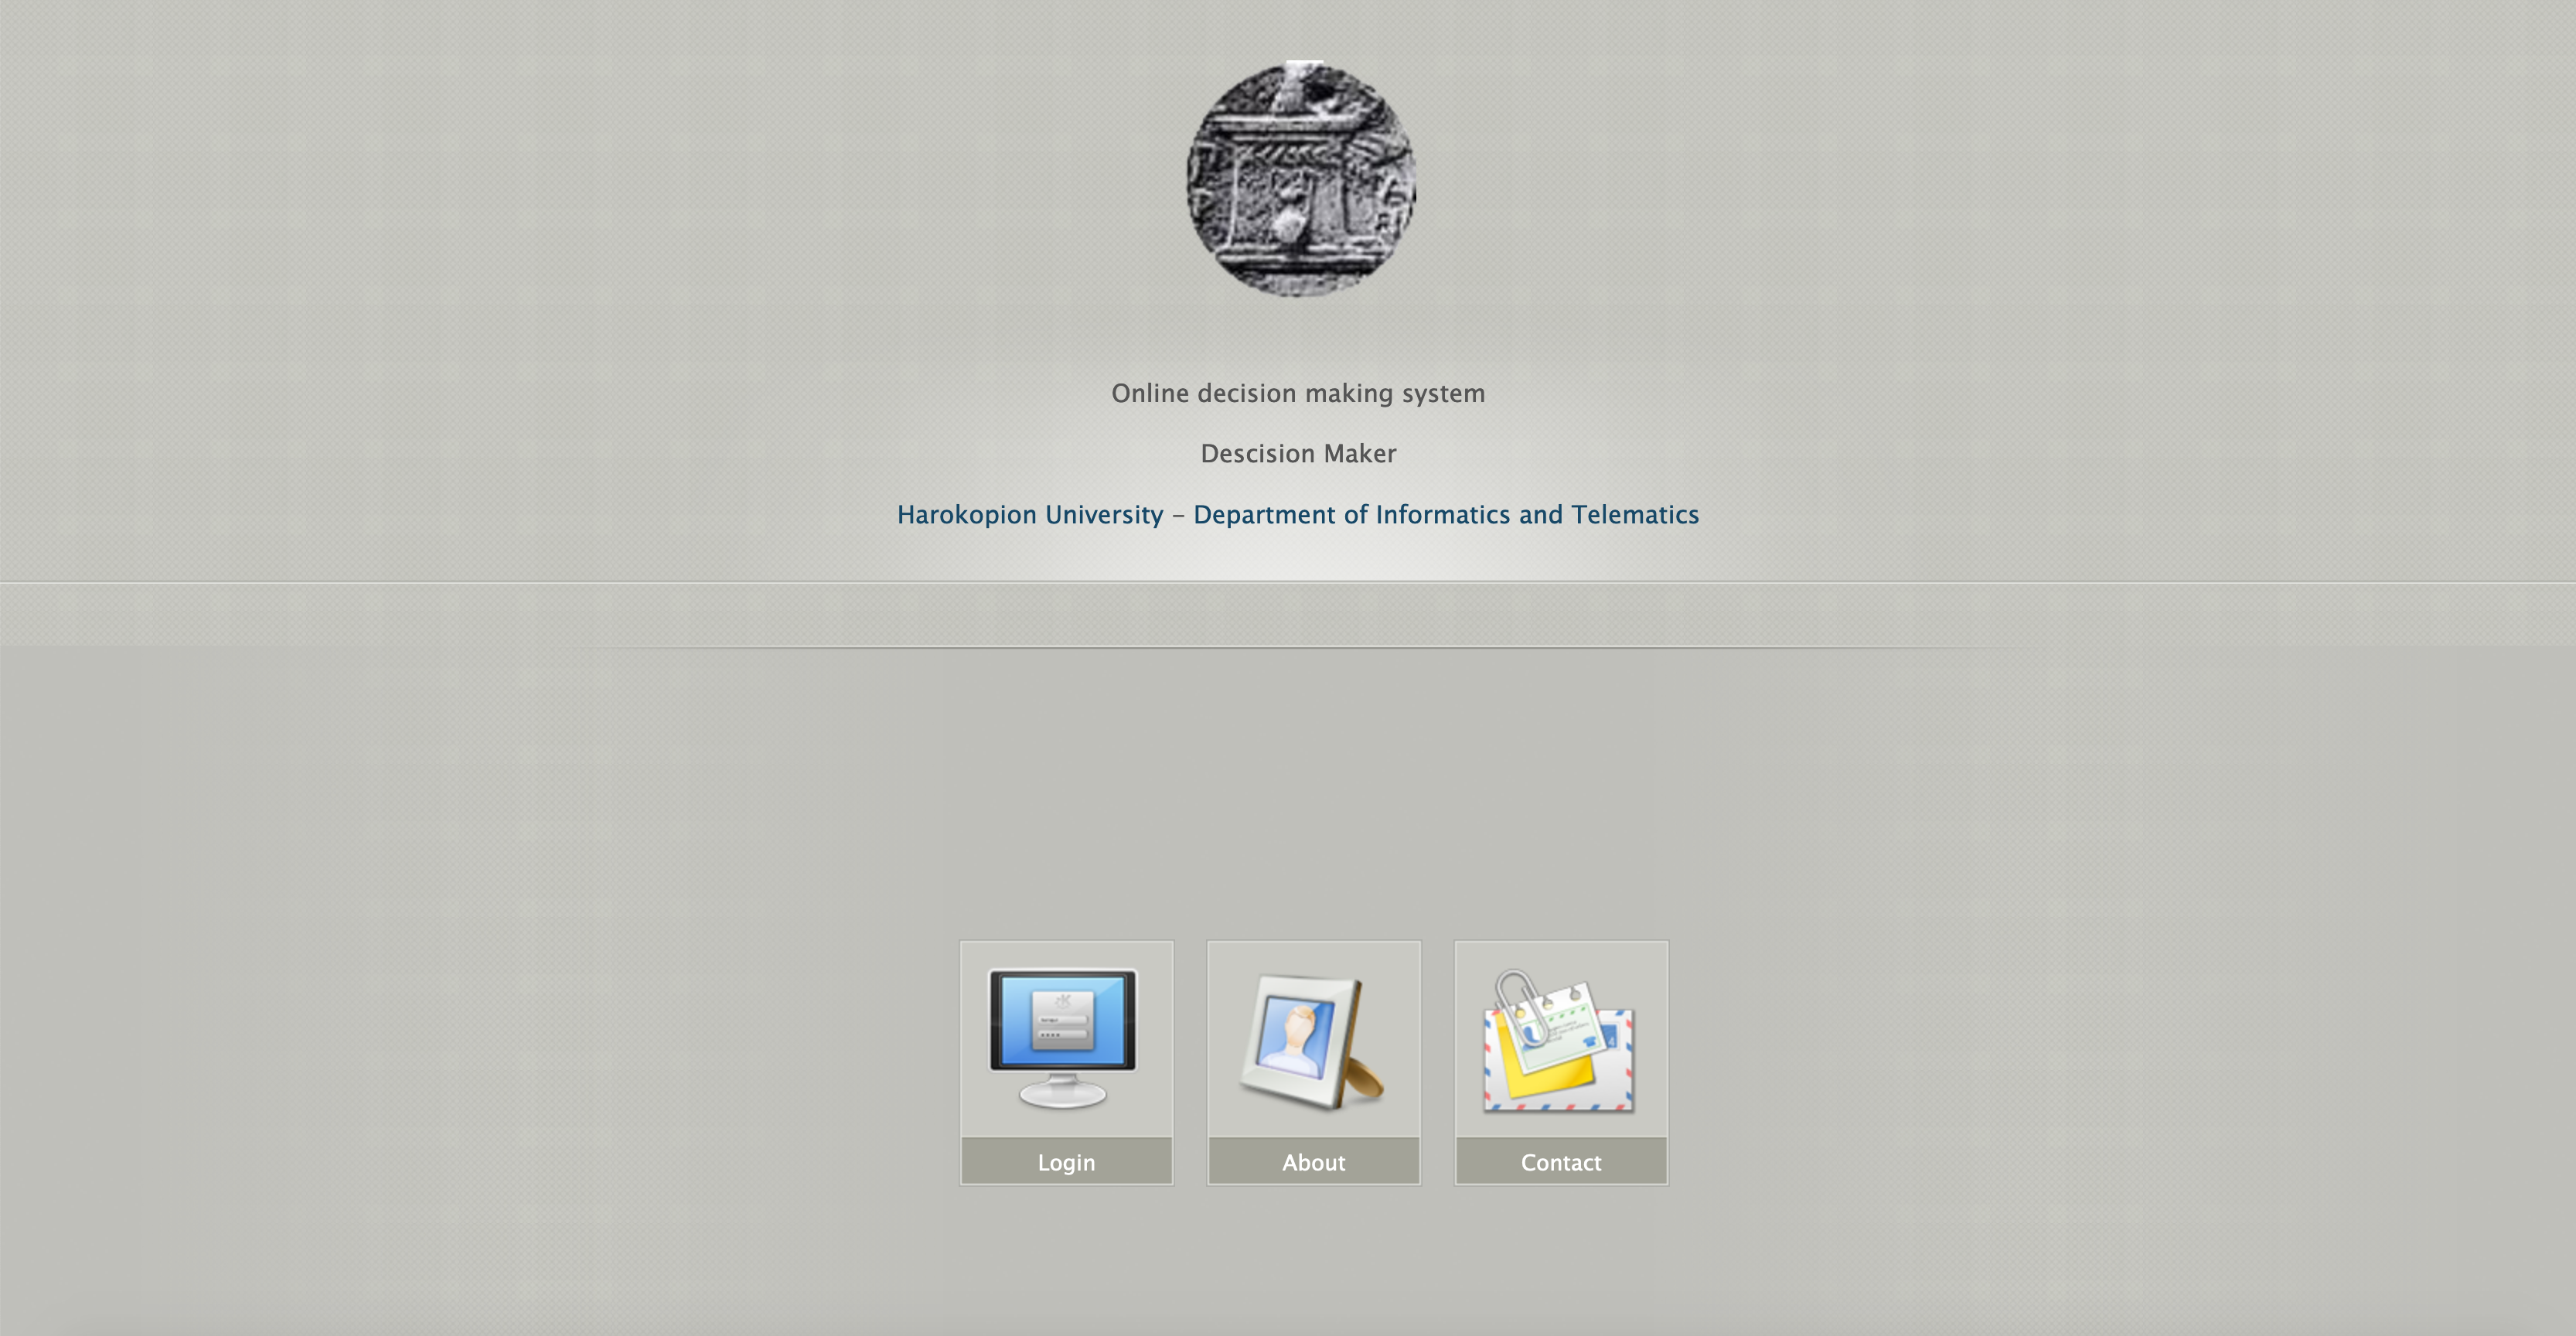 Online decision making system
Descision Maker
Harokopion University – Department of Informatics and Telematics
Login
About
Contact